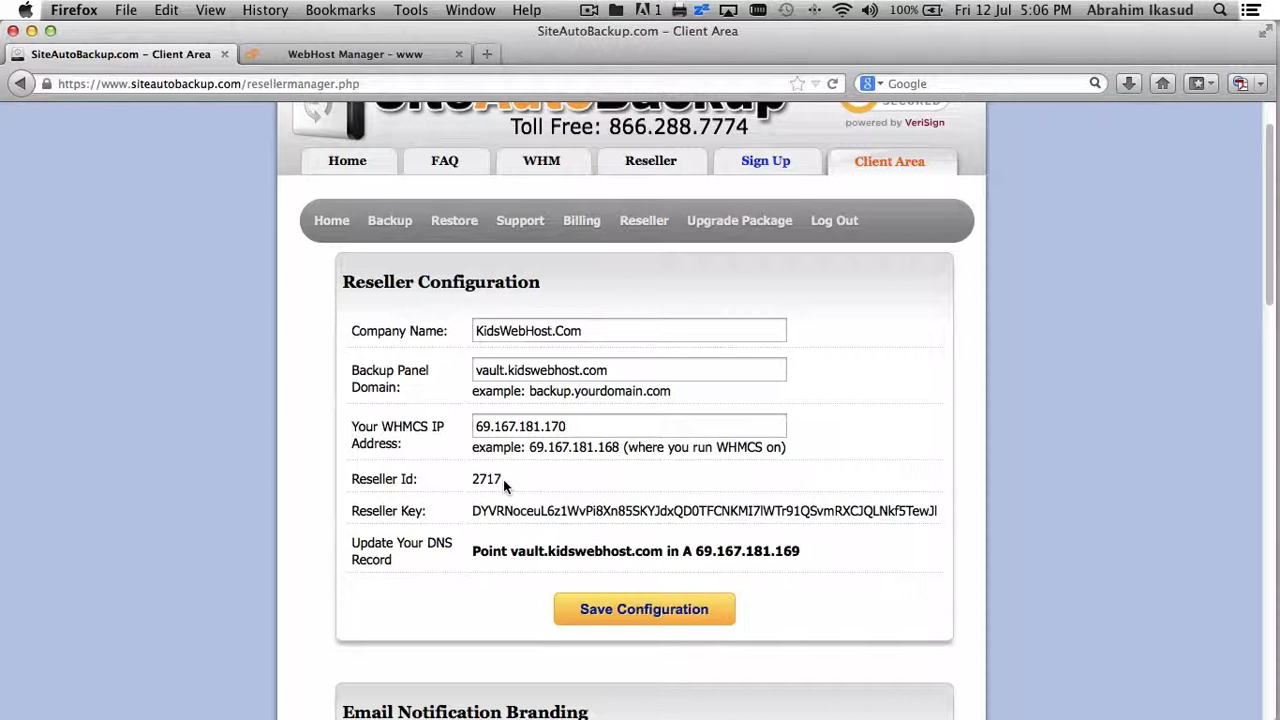 Firefox File Edit View History Bookmarks Tools Window Help 1 100% Fri 12 Jul 5:06 PM Abrahim Ikasud
SiteAutoBackup.com – Client Area
SiteAutoBackup.com – Client Area WebHost Manager – www
https://www.siteautobackup.com/resellermanager.php Google
SiteAutoBackup
SECURED
Toll Free: 866.288.7774
powered by VeriSign
Home FAQ WHM Reseller Sign Up Client Area
Home Backup Restore Support Billing Reseller Upgrade Package Log Out
Reseller Configuration
Company Name: KidsWebHost.Com
Backup Panel Domain: vault.kidswebhost.com
example: backup.yourdomain.com
Your WHMCS IP Address: 69.167.181.170
example: 69.167.181.168 (where you run WHMCS on)
Reseller Id: 2717
Reseller Key: DYVRNoceuL6z1WvPi8Xn85SKYJdxQD0TFCNKMI7lWTr91QSvmRXCJQLNkf5TewJl
Update Your DNS Record Point vault.kidswebhost.com in A 69.167.181.169
Save Configuration
Email Notification Branding